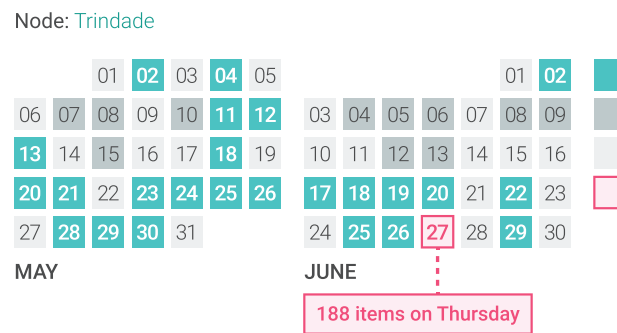 Node: Trindade
01 02 03 04 05
06 07 08 09 10 11 12
13 14 15 16 17 18 19
20 21 22 23 24 25 26
27 28 29 30 31
MAY
01 02
03 04 05 06 07 08 09
10 11 12 13 14 15 16
17 18 19 20 21 22 23
24 25 26 27 28 29 30
JUNE
188 items on Thursday